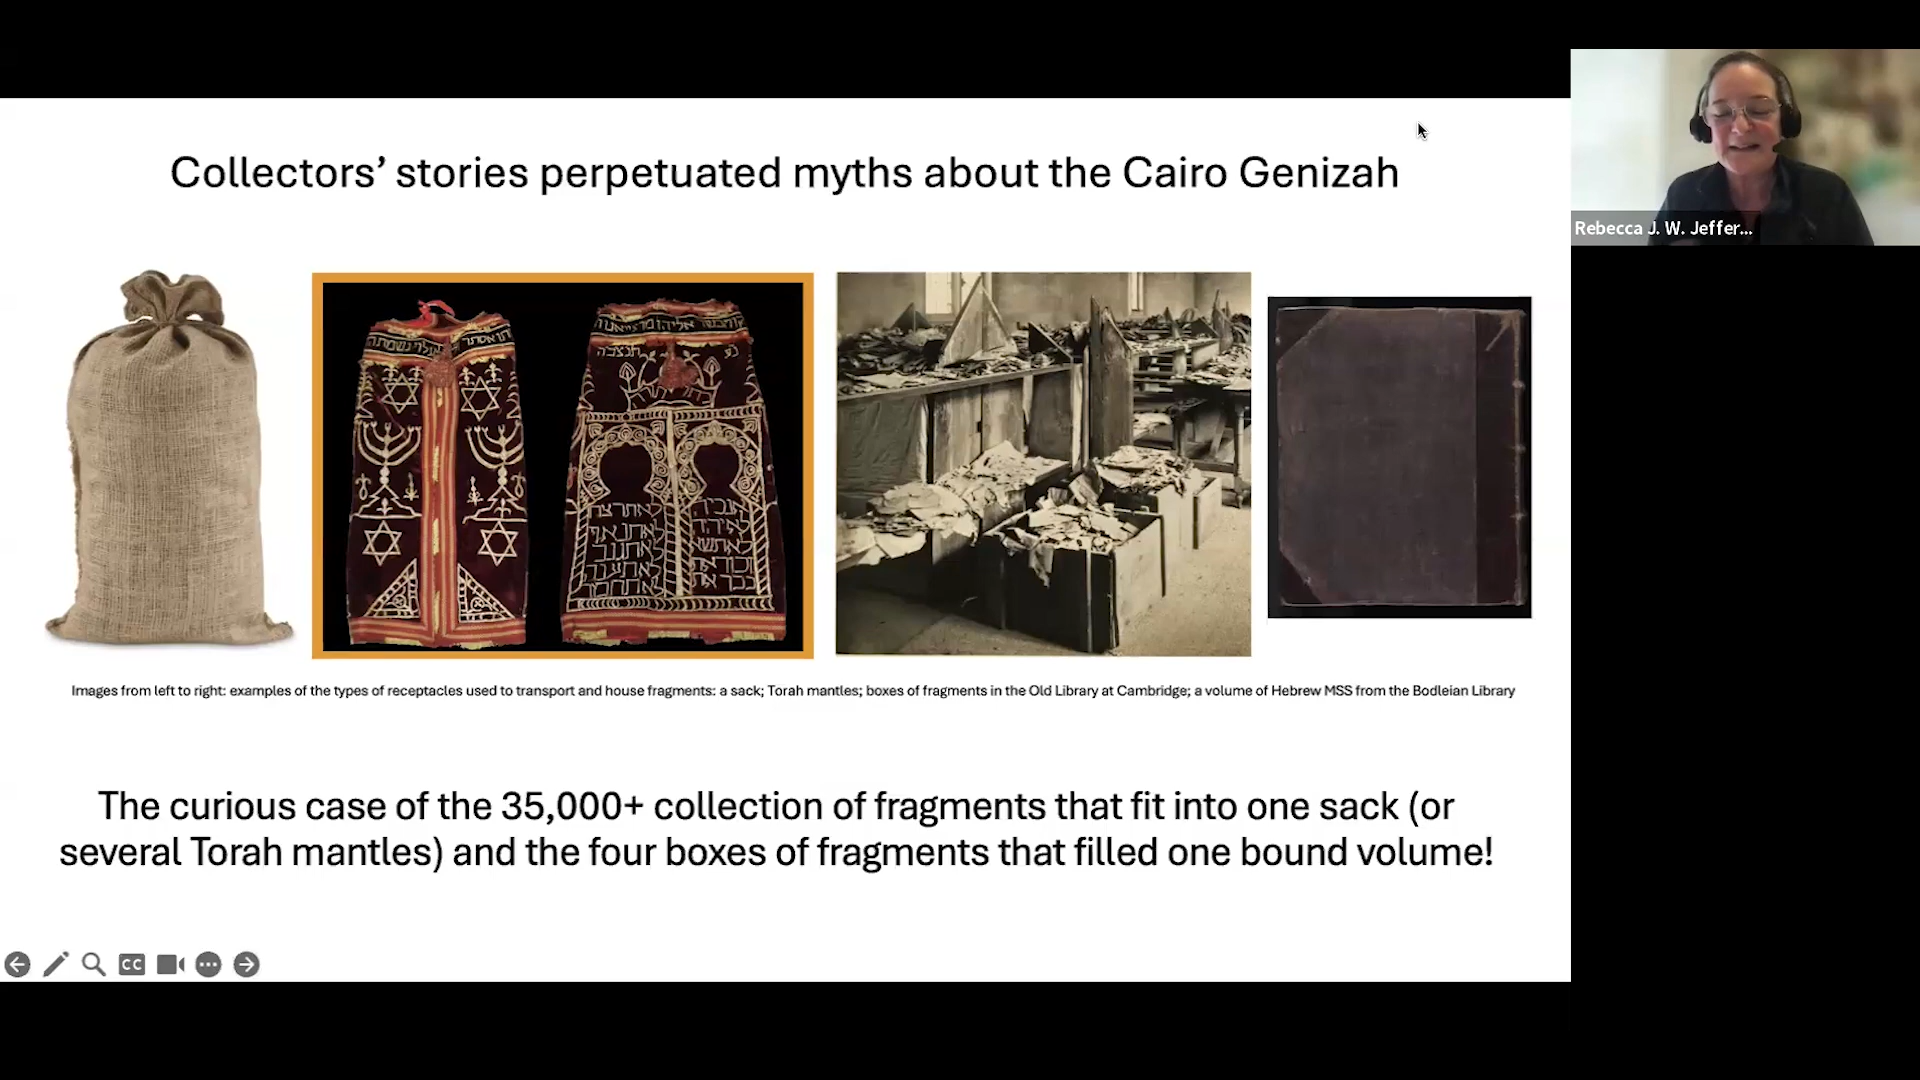 Collectors’ stories perpetuated myths about the Cairo Genizah
Rebecca J. W. Jeffer...
Images from left to right: examples of the types of receptacles used to transport and house fragments: a sack; Torah mantles; boxes of fragments in the Old Library at Cambridge; a volume of Hebrew MSS from the Bodleian Library
The curious case of the 35,000+ collection of fragments that fit into one sack (or
several Torah mantles) and the four boxes of fragments that filled one bound volume!
CC